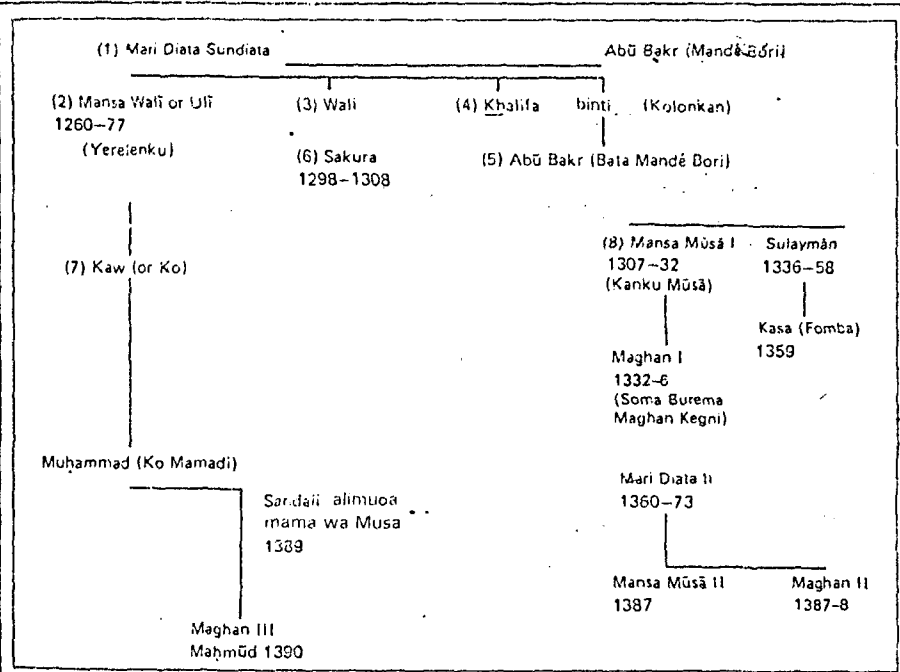 (1) Mari Diata Sundiata
Abū Bakr (Mandé Bori)
(2) Mansa Walī or Ulī
1260–77
(Yerelenku)
(3) Wali
(4) Khalifa
binti (Kolonkan)
(6) Sakura
1298–1308
(5) Abū Bakr (Bata Mandé Bori)
(7) Kaw (or Ko)
(8) Mansa Mūsā I
1307–32
(Kanku Mūsā)
Sulaymān
1336–58
Kasa (Fomba)
1359
Maghan I
1332–6
(Soma Burema
Maghan Kegni)
Muḥammad (Ko Mamadi)
Mari Diata II
1360–73
mama wa Musa
1389
Mansa Mūsā II
1387
Maghan II
1387-8
Maghan III
Maḥmūd 1390